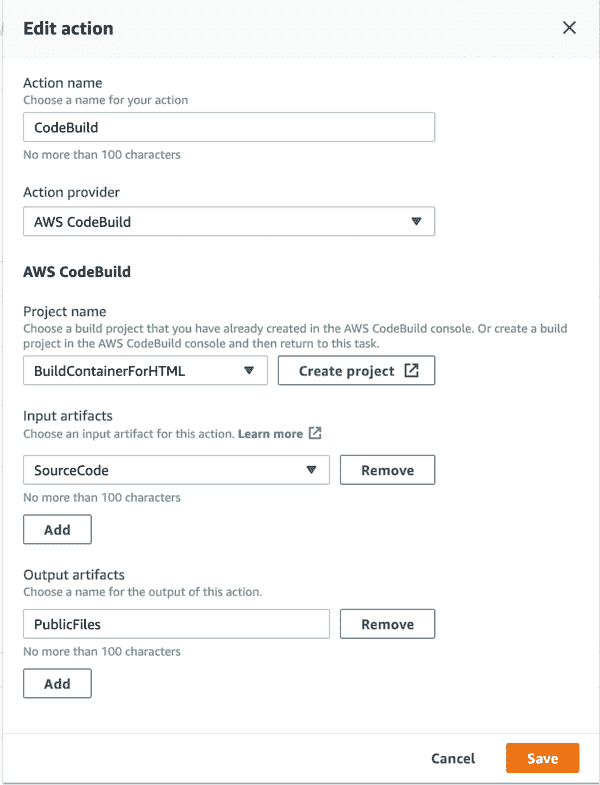 Edit action
Action name
Choose a name for your action
CodeBuild
No more than 100 characters
Action provider
AWS CodeBuild
AWS CodeBuild
Project name
Choose a build project that you have already created in the AWS CodeBuild console. Or create a build
project in the AWS CodeBuild console and then return to this task.
BuildContainerForHTML
Create project
Input artifacts
Choose an input artifact for this action. Learn more
SourceCode
Remove
No more than 100 characters
Add
Output artifacts
Choose a name for the output of this action.
PublicFiles
Remove
No more than 100 characters
Add
Cancel
Save